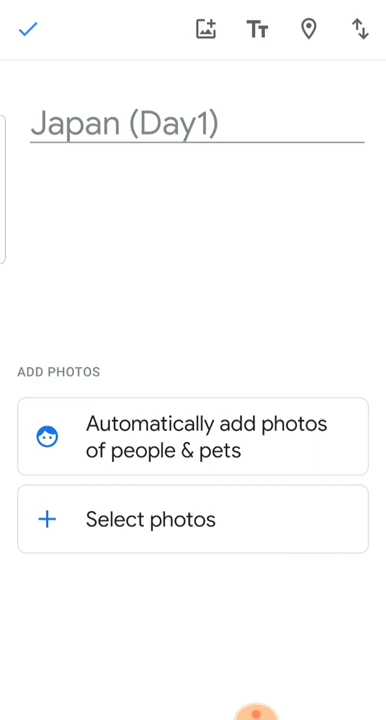 Japan (Day1)
ADD PHOTOS
Automatically add photos
of people & pets
Select photos